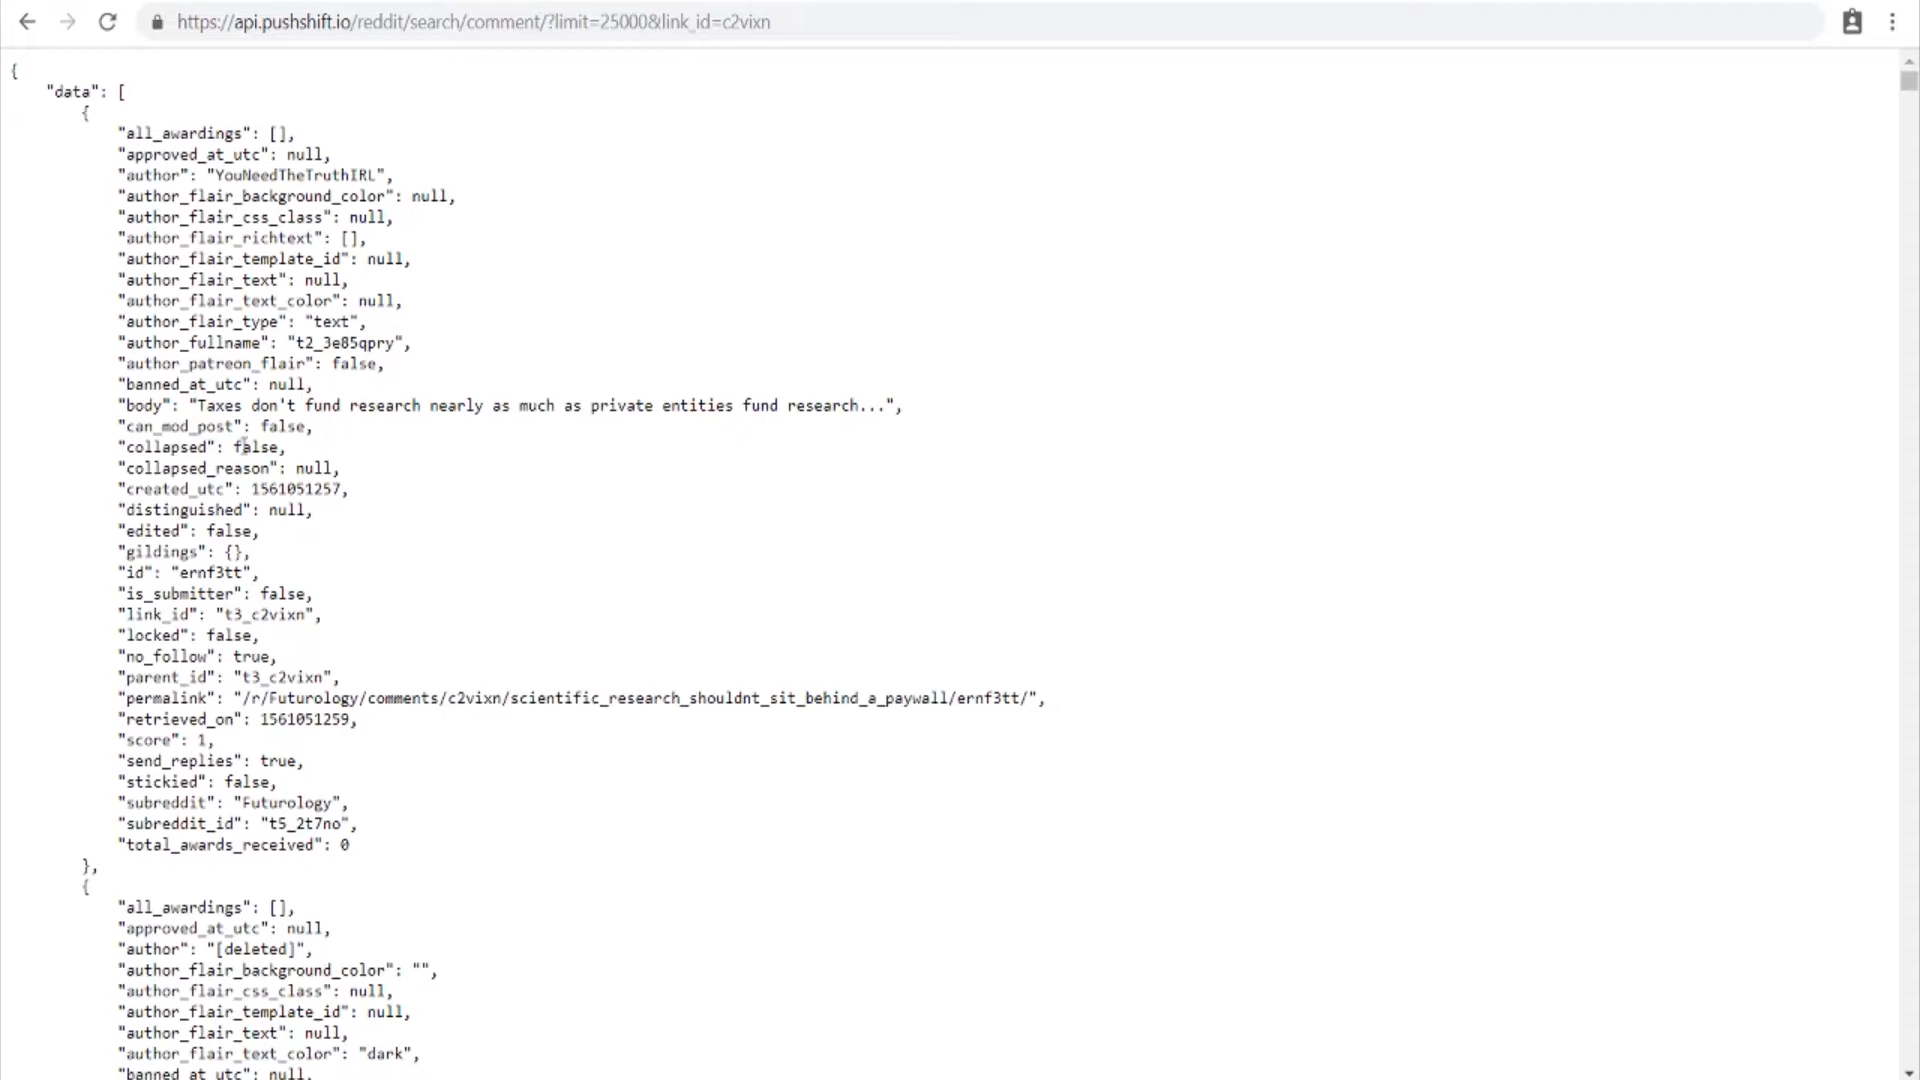 https://api.pushshift.io/reddit/search/comment/?limit=25000&link_id=c2vixn
{
"data": [
{
"all_awardings": [],
"approved_at_utc": null,
"author": "YouNeedTheTruthIRL",
"author_flair_background_color": null,
"author_flair_css_class": null,
"author_flair_richtext": [],
"author_flair_template_id": null,
"author_flair_text": null,
"author_flair_text_color": null,
"author_flair_type": "text",
"author_fullname": "t2_3e85qpry",
"author_patreon_flair": false,
"banned_at_utc": null,
"body": "Taxes don't fund research nearly as much as private entities fund research...",
"can_mod_post": false,
"collapsed": false,
"collapsed_reason": null,
"created_utc": 1561051257,
"distinguished": null,
"edited": false,
"gildings": {},
"id": "ernf3tt",
"is_submitter": false,
"link_id": "t3_c2vixn",
"locked": false,
"no_follow": true,
"parent_id": "t3_c2vixn",
"permalink": "/r/Futurology/comments/c2vixn/scientific_research_shouldnt_sit_behind_a_paywall/ernf3tt/",
"retrieved_on": 1561051259,
"score": 1,
"send_replies": true,
"stickied": false,
"subreddit": "Futurology",
"subreddit_id": "t5_2t7no",
"total_awards_received": 0
},
{
"all_awardings": [],
"approved_at_utc": null,
"author": "[deleted]",
"author_flair_background_color": "",
"author_flair_css_class": null,
"author_flair_template_id": null,
"author_flair_text": null,
"author_flair_text_color": "dark",
"banned_at_utc": null,